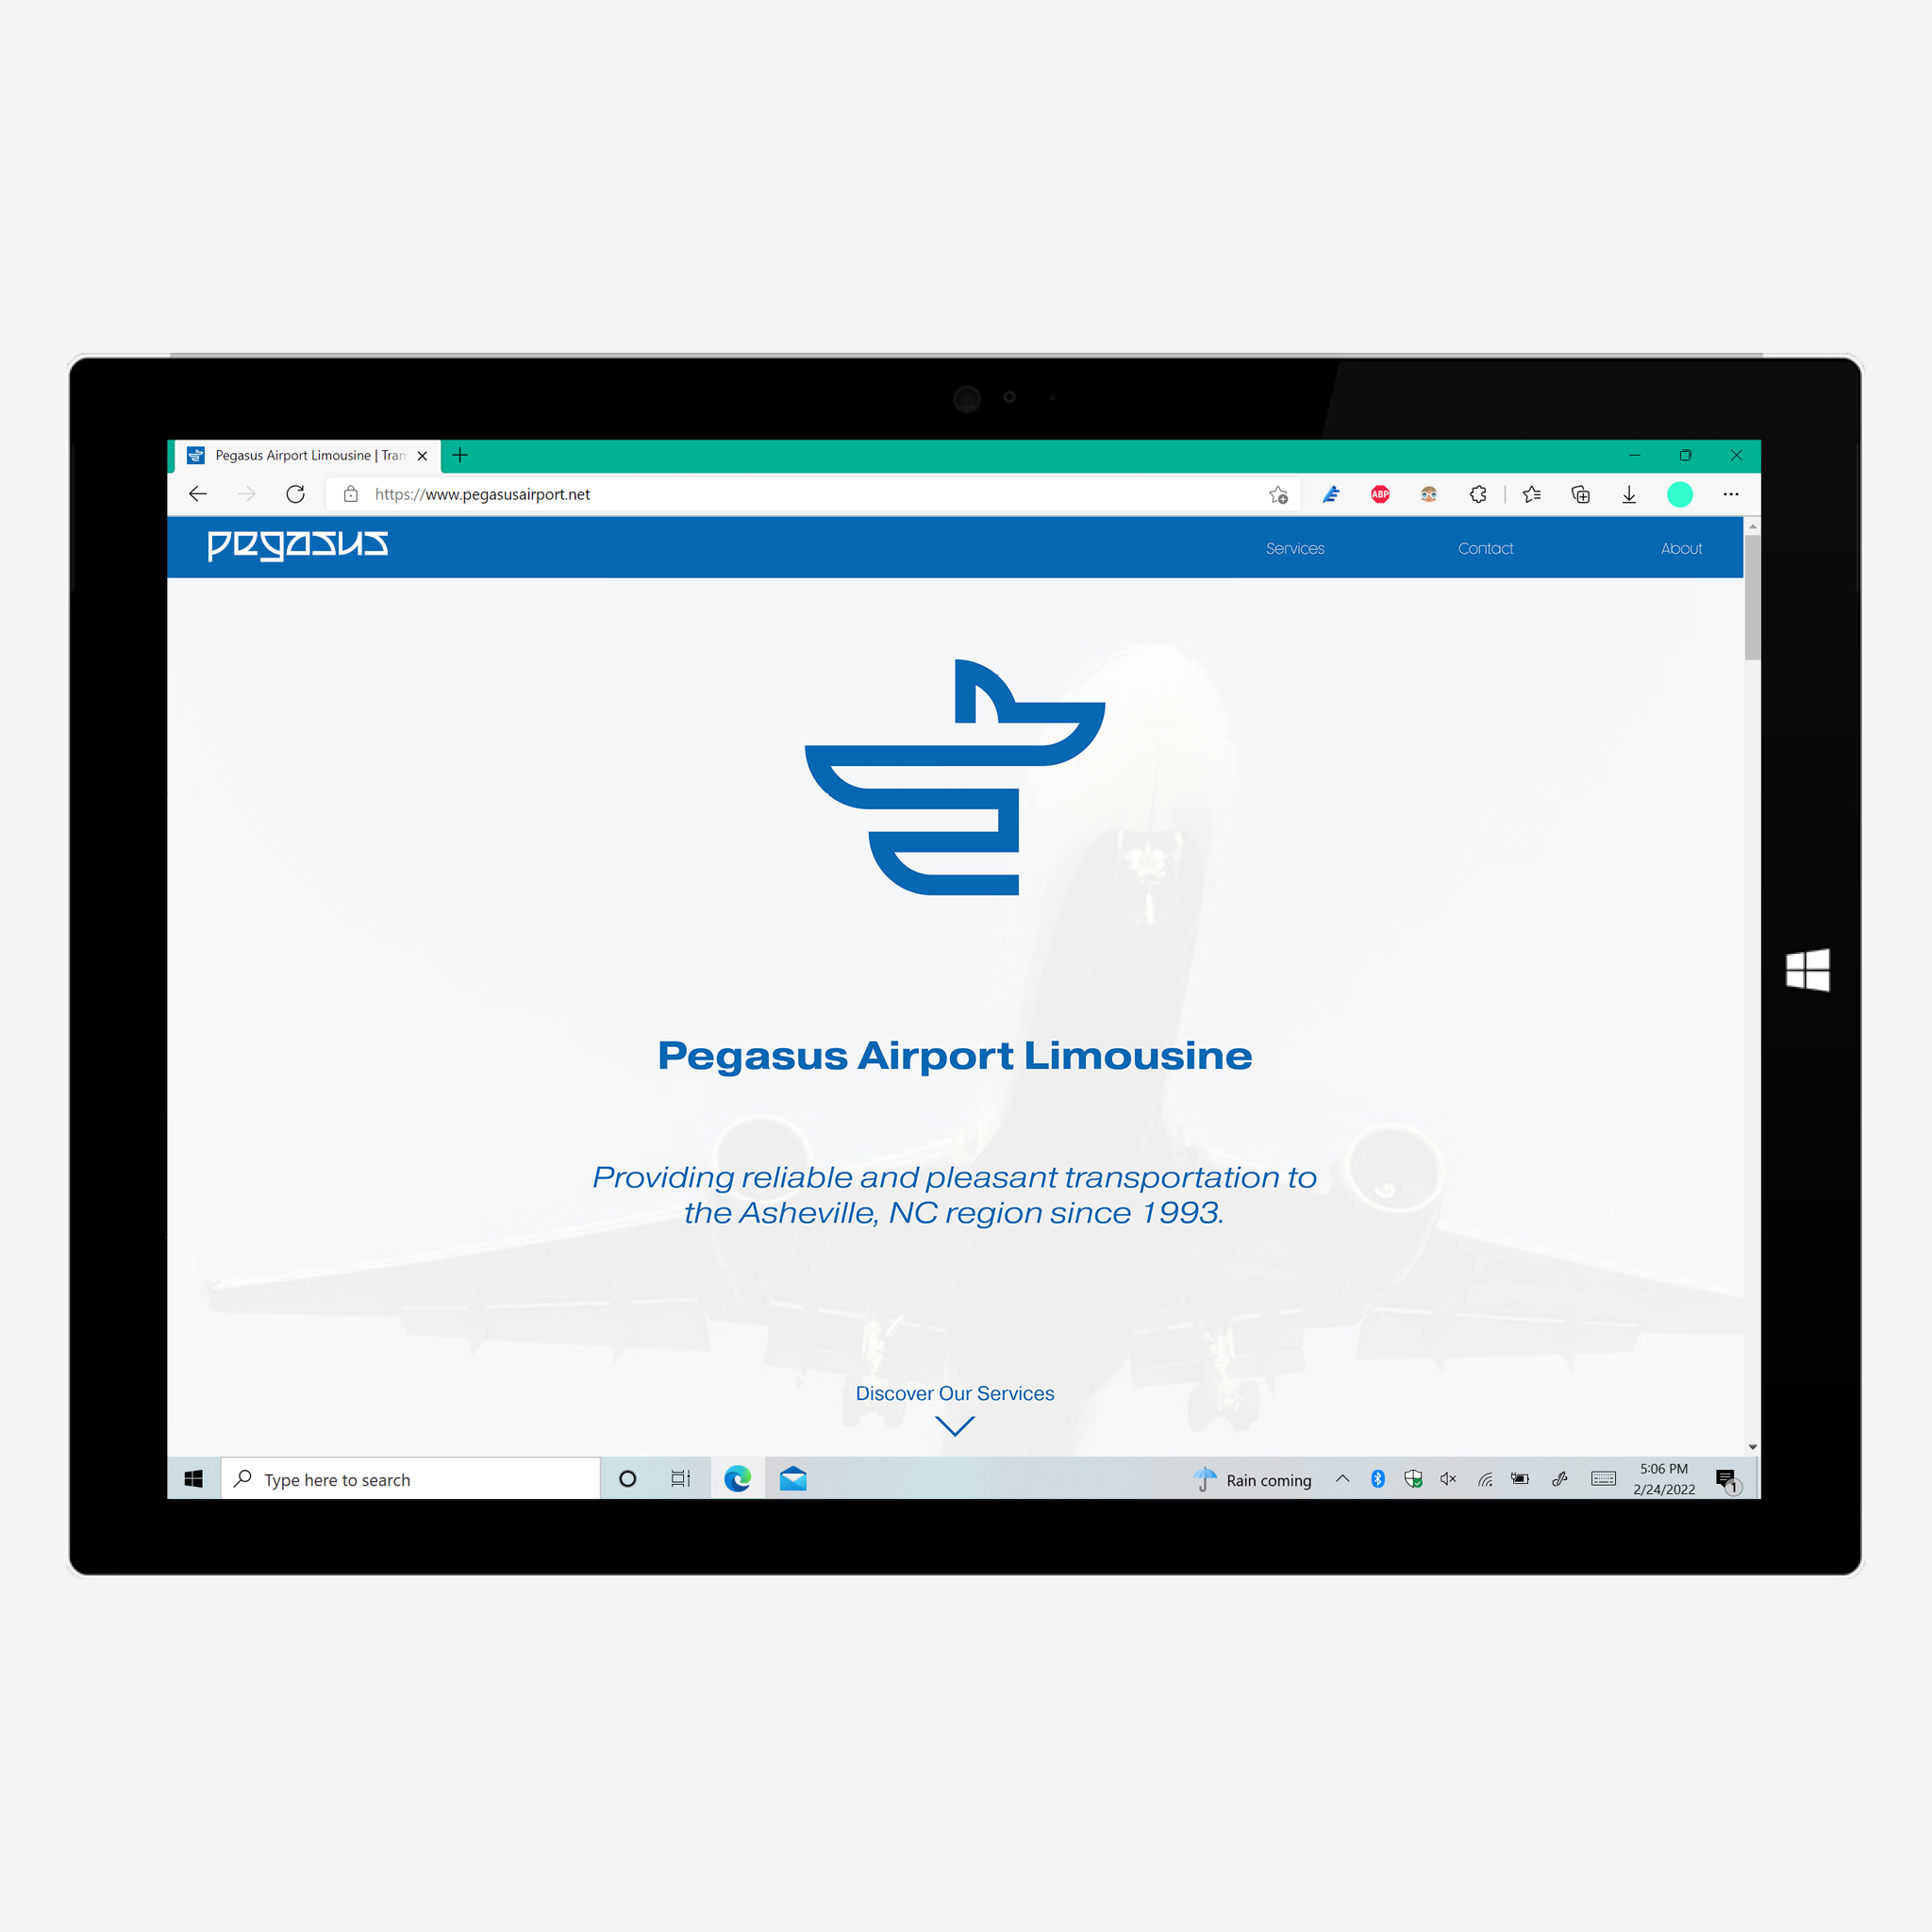 Pegasus Airport Limousine | Tran
https://www.pegasusairport.net
ABP
pegasus
Services
Contact
About
Pegasus Airport Limousine
Providing reliable and pleasant transportation to
the Asheville, NC region since 1993.
Discover Our Services
Type here to search
Rain coming
5:06 PM
2/24/2022
1